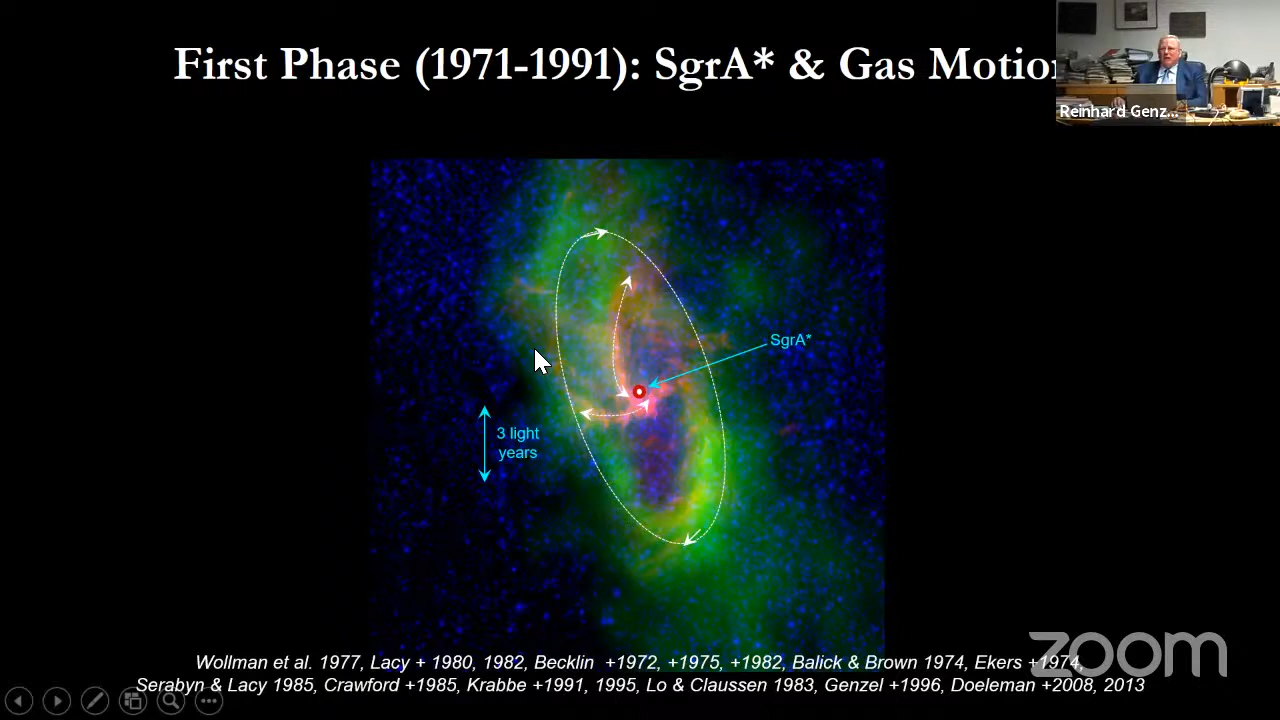 First Phase (1971-1991): SgrA* & Gas Motion
Reinhard Genz...
SgrA*
3 light
years
zoom
Wollman et al. 1977, Lacy + 1980, 1982, Becklin +1972, +1975, +1982, Balick & Brown 1974, Ekers +1974,
Serabyn & Lacy 1985, Crawford +1985, Krabbe +1991, 1995, Lo & Claussen 1983, Genzel +1996, Doeleman +2008, 2013